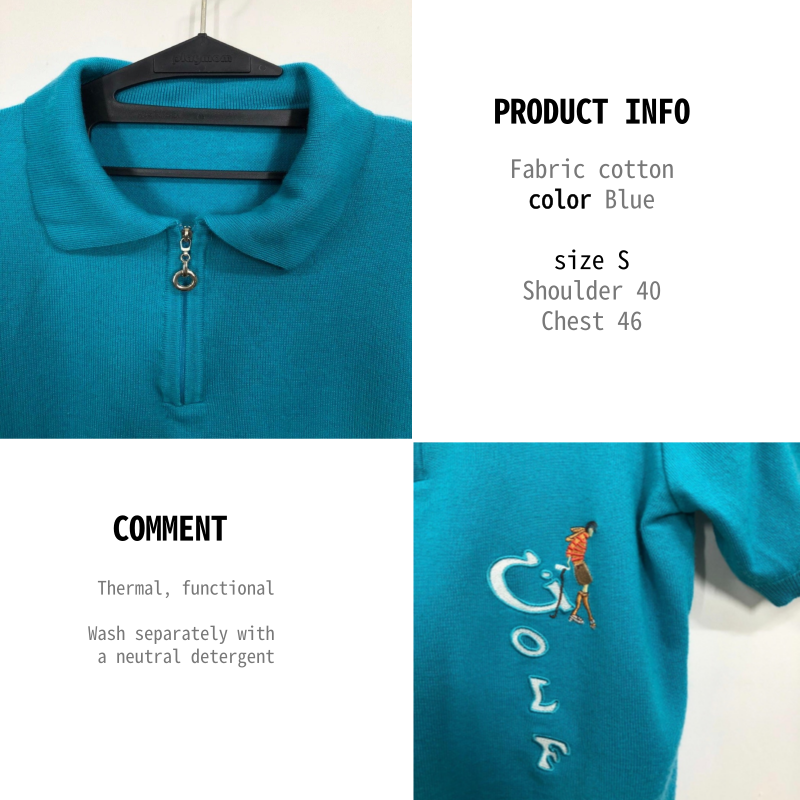 PRODUCT INFO
Fabric cotton
color Blue
size S
Shoulder 40
Chest 46
COMMENT
Thermal, functional
Wash separately with
a neutral detergent
G
O
L
F